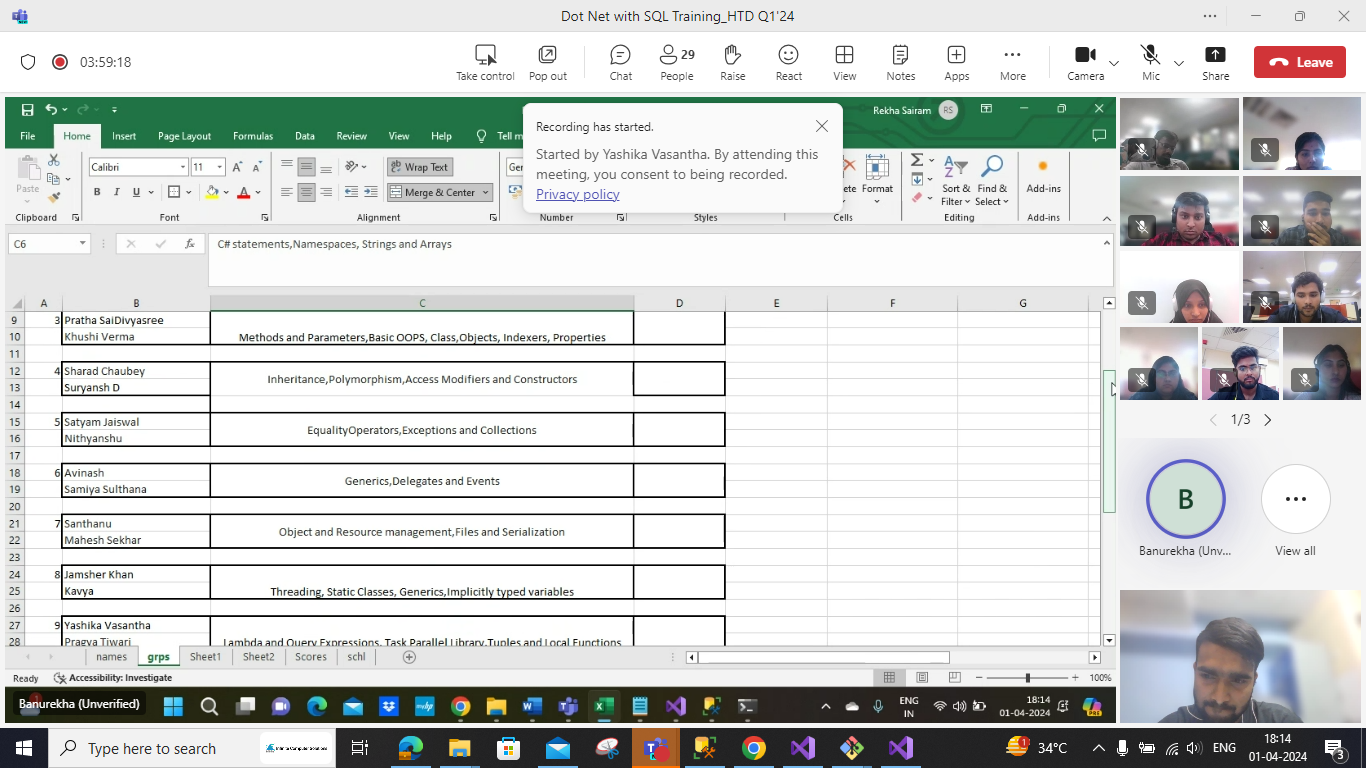 Dot Net with SQL Training_HTD Q1'24
03:59:18
Take control
Pop out
Chat
29
People
Raise
React
View
Notes
Apps
More
Camera
Mic
Share
Leave
Rekha Sairam RS
File Home Insert Page Layout Formulas Data Review View Help Tell m
Recording has started.
Started by Yashika Vasantha. By attending this
meeting, you consent to being recorded.
Privacy policy
Paste
Calibri 11
B I U
Wrap Text
Merge & Center
Gen
ete Format
Sort & Filter
Find & Select
Add-ins
Clipboard Font Alignment Number Styles Cells Editing Add-ins
C6 fx C# statements,Namespaces, Strings and Arrays
A B C D E F G
9 3 Pratha SaiDivyasree
10 Khushi Verma Methods and Parameters,Basic OOPS, Class,Objects, Indexers, Properties
11
12 4 Sharad Chaubey
Inheritance,Polymorphism,Access Modifiers and Constructors
13 Suryansh D
14
15 5 Satyam Jaiswal
EqualityOperators,Exceptions and Collections
16 Nithyanshu
17
18 6 Avinash
Generics,Delegates and Events
19 Samiya Sulthana
20
21 7 Santhanu
Object and Resource management,Files and Serialization
22 Mahesh Sekhar
23
24 8 Jamsher Khan
25 Kavya Threading, Static Classes, Generics,Implicitly typed variables
26
27 9 Yashika Vasantha
28 Pragya Tiwari Lambda and Query Expressions, Task Parallel Library,Tuples and Local Functions
names grps Sheet1 Sheet2 Scores schl
Ready Accessibility: Investigate 100%
Banurekha (Unverified)
ENG
IN
18:14
01-04-2024
1/3
B
Banurekha (Unv...
View all
Type here to search
34°C
ENG
18:14
01-04-2024
3